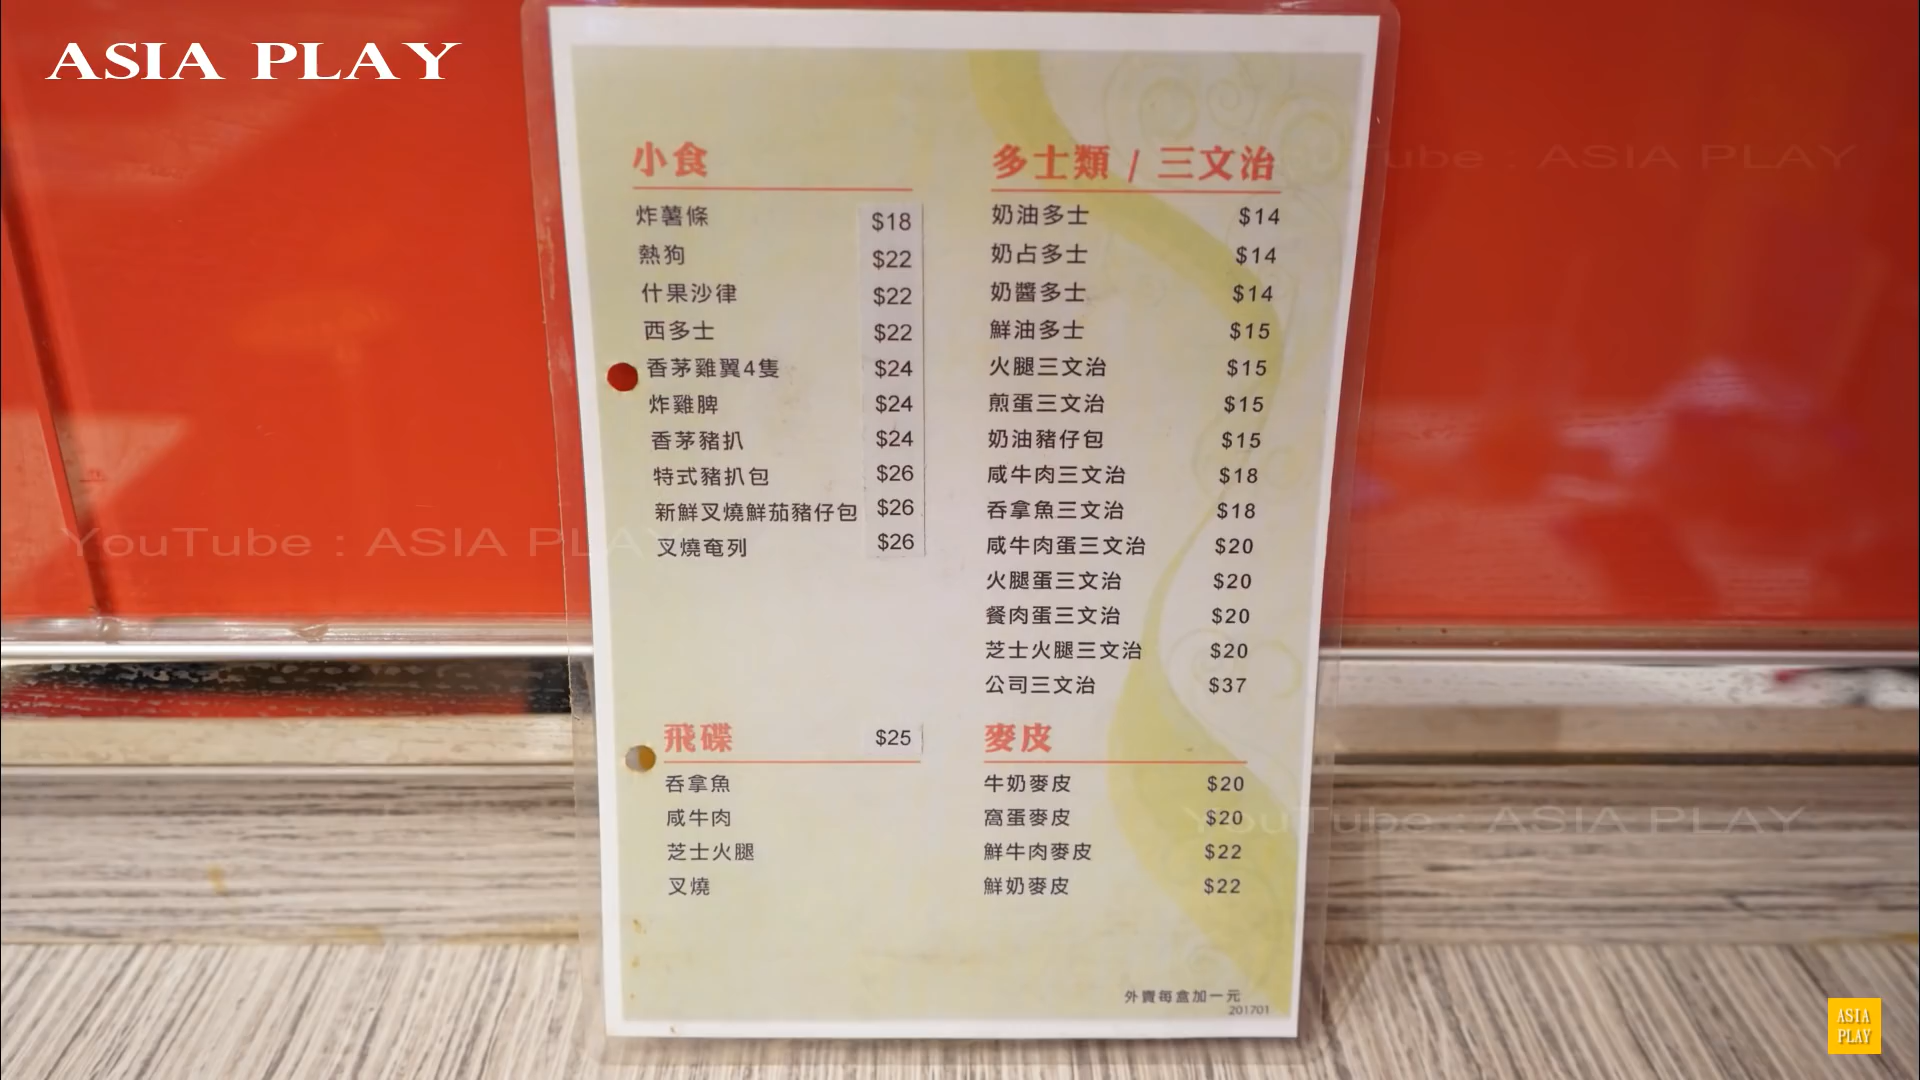 ASIA PLAY
小食
炸薯條 $18
熱狗 $22
什果沙律 $22
西多士 $22
香茅雞翼4隻 $24
炸雞脾 $24
香茅豬扒 $24
特式豬扒包 $26
新鮮叉燒鮮茄豬仔包 $26
叉燒奄列 $26
多士類 / 三文治
奶油多士 $14
奶占多士 $14
奶醬多士 $14
鮮油多士 $15
火腿三文治 $15
煎蛋三文治 $15
奶油豬仔包 $15
咸牛肉三文治 $18
吞拿魚三文治 $18
咸牛肉蛋三文治 $20
火腿蛋三文治 $20
餐肉蛋三文治 $20
芝士火腿三文治 $20
公司三文治 $37
飛碟 $25
吞拿魚
咸牛肉
芝士火腿
叉燒
麥皮
牛奶麥皮 $20
窩蛋麥皮 $20
鮮牛肉麥皮 $22
鮮奶麥皮 $22
外賣每盒加一元
201701
Tube : ASIA PLAY
YouTube : ASIA PLAY
YouTube : ASIA PLAY
ASIA
PLAY